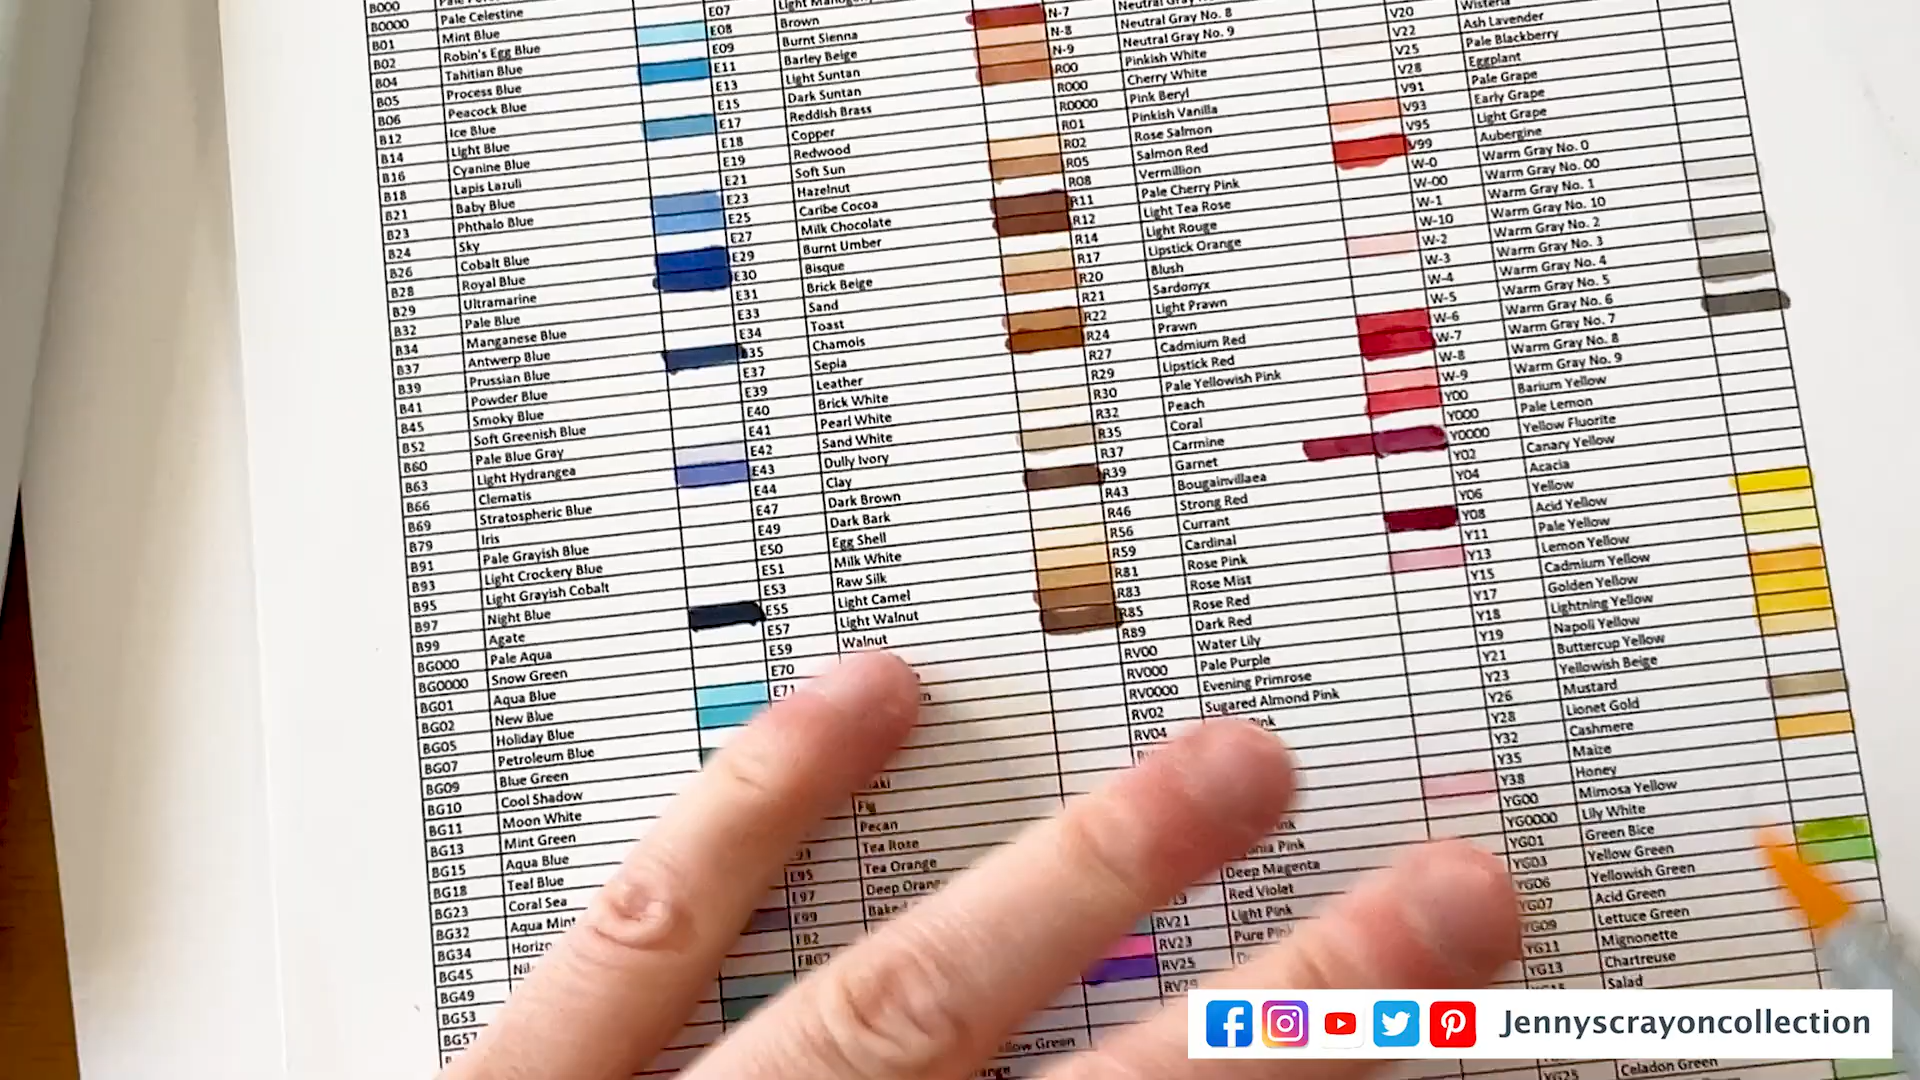 B000
B0000 Pale Celestine
B01 Mint Blue
B02 Robin's Egg Blue
B04 Tahitian Blue
B05 Process Blue
B06 Peacock Blue
B12 Ice Blue
B14 Light Blue
B16 Cyanine Blue
B18 Lapis Lazuli
B21 Baby Blue
B23 Phthalo Blue
B24 Sky
B26 Cobalt Blue
B28 Royal Blue
B29 Ultramarine
B32 Pale Blue
B34 Manganese Blue
B37 Antwerp Blue
B39 Prussian Blue
B41 Powder Blue
B45 Smoky Blue
B52 Soft Greenish Blue
B60 Pale Blue Gray
B63 Light Hydrangea
B66 Clematis
B69 Stratospheric Blue
B79 Iris
B91 Pale Grayish Blue
B93 Light Crockery Blue
B95 Light Grayish Cobalt
B97 Night Blue
B99 Agate
BG000 Pale Aqua
BG0000 Snow Green
BG01 Aqua Blue
BG02 New Blue
BG05 Holiday Blue
BG07 Petroleum Blue
BG09 Blue Green
BG10 Cool Shadow
BG11 Moon White
BG13 Mint Green
BG15 Aqua Blue
BG18 Teal Blue
BG23 Coral Sea
BG32 Aqua Mint
BG34
BG45
BG49
BG53
BG57
E07
E08 Brown
E09 Burnt Sienna
E11 Barley Beige
E13 Light Suntan
E15 Dark Suntan
E17 Reddish Brass
E18 Copper
E19 Redwood
E21 Soft Sun
E23 Hazelnut
E25 Caribe Cocoa
E27 Milk Chocolate
E29 Burnt Umber
E30 Bisque
E31 Brick Beige
E33 Sand
E34 Toast
E35 Chamois
E37 Sepia
E39 Leather
E40 Brick White
E41 Pearl White
E42 Sand White
E43 Dully Ivory
E44 Clay
E47 Dark Brown
E49 Dark Bark
E50 Egg Shell
E51 Milk White
E53 Raw Silk
E55 Light Camel
E57 Light Walnut
E59 Walnut
E70
E71
Fig
Pecan
Tea Rose
E95 Tea Orange
E97 Deep Orange
E99 Baked
FB2
N-7
N-8 Neutral Gray No. 8
N-9 Neutral Gray No. 9
R00 Pinkish White
R000 Cherry White
R0000 Pink Beryl
R01 Pinkish Vanilla
R02 Rose Salmon
R05 Salmon Red
R08 Vermillion
R11 Pale Cherry Pink
R12 Light Tea Rose
R14 Light Rouge
R17 Lipstick Orange
R20 Blush
R21 Sardonyx
R22 Light Prawn
R24 Prawn
R27 Cadmium Red
R29 Lipstick Red
R30 Pale Yellowish Pink
R32 Peach
R35 Coral
R37 Carmine
R39 Garnet
R43 Bougainvillaea
R46 Strong Red
R56 Currant
R59 Cardinal
R81 Rose Pink
R83 Rose Mist
R85 Rose Red
R89 Dark Red
RV00 Water Lily
RV000 Pale Purple
RV0000 Evening Primrose
RV02 Sugared Almond Pink
RV04 Pink
Pink
Deep Magenta
Red Violet
RV21 Light Pink
RV23 Pure Pink
RV25
V20 Wisteria
V22 Ash Lavender
V25 Pale Blackberry
V28 Eggplant
V91 Pale Grape
V93 Early Grape
V95 Light Grape
V99 Aubergine
W-0 Warm Gray No. 0
W-00 Warm Gray No. 00
W-1 Warm Gray No. 1
W-10 Warm Gray No. 10
W-2 Warm Gray No. 2
W-3 Warm Gray No. 3
W-4 Warm Gray No. 4
W-5 Warm Gray No. 5
W-6 Warm Gray No. 6
W-7 Warm Gray No. 7
W-8 Warm Gray No. 8
W-9 Warm Gray No. 9
Y00 Barium Yellow
Y000 Pale Lemon
Y0000 Yellow Fluorite
Y02 Canary Yellow
Y04 Acacia
Y06 Yellow
Y08 Acid Yellow
Y11 Pale Yellow
Y13 Lemon Yellow
Y15 Cadmium Yellow
Y17 Golden Yellow
Y18 Lightning Yellow
Y19 Napoli Yellow
Y21 Buttercup Yellow
Y23 Yellowish Beige
Y26 Mustard
Y28 Lionet Gold
Y32 Cashmere
Y35 Maize
Y38 Honey
YG00 Mimosa Yellow
YG0000 Lily White
YG01 Green Bice
YG03 Yellow Green
YG06 Yellowish Green
YG07 Acid Green
YG09 Lettuce Green
YG11 Mignonette
YG13 Chartreuse
Salad
YG25 Celadon Green
Jennyscrayoncollection